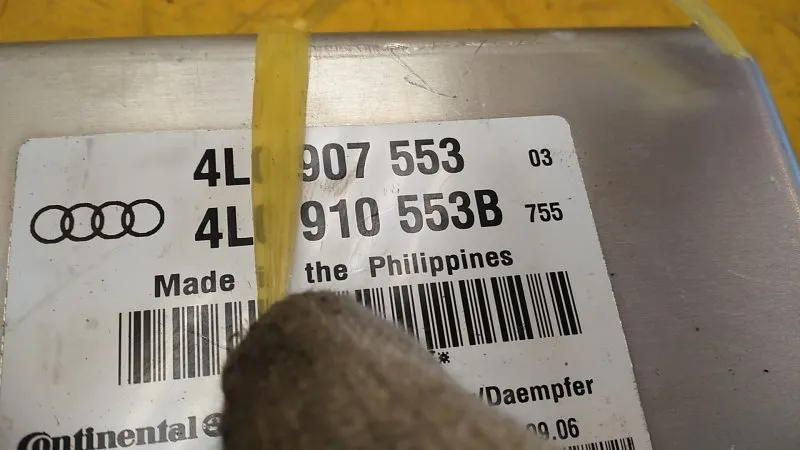 4L 907 553 03
4L 910 553B 755
Made the Philippines
Continental
/Daempfer
09.06